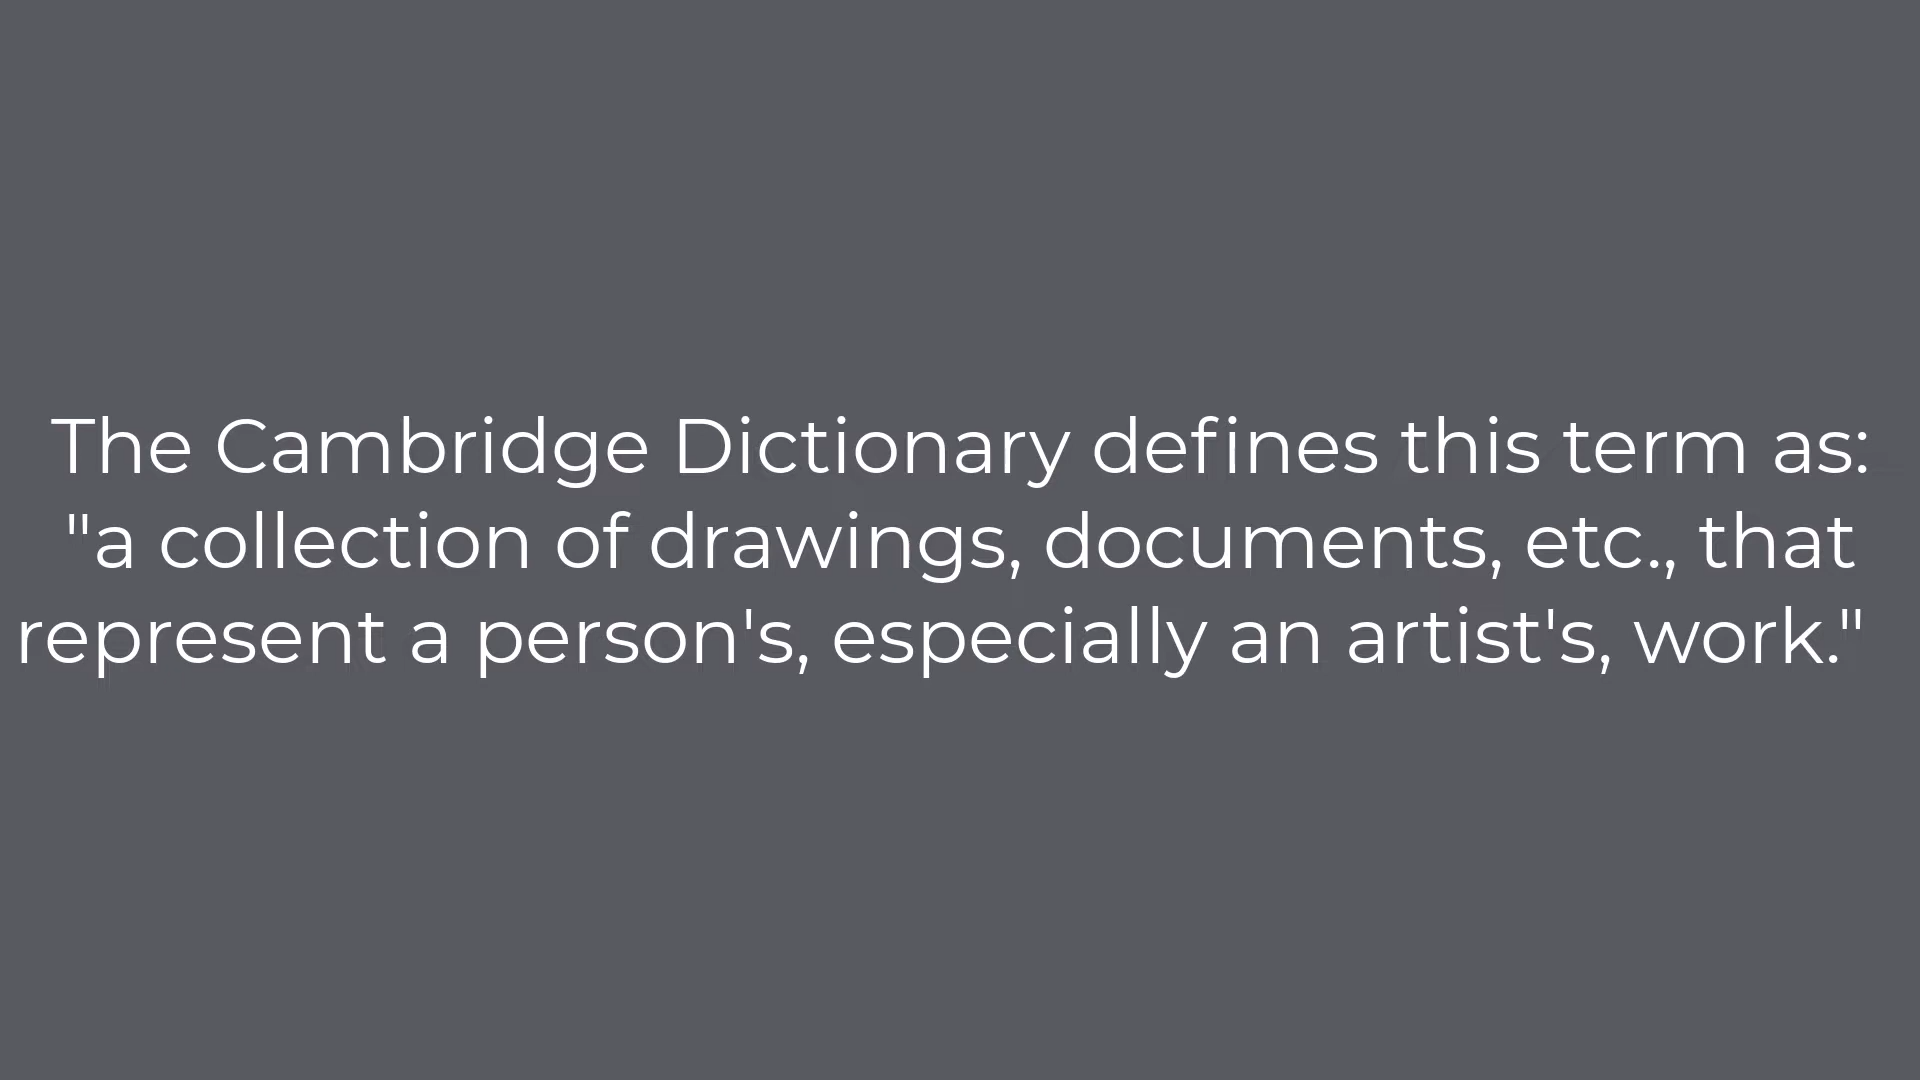 The Cambridge Dictionary defines this term as:
"a collection of drawings, documents, etc., that
represent a person's, especially an artist's, work."